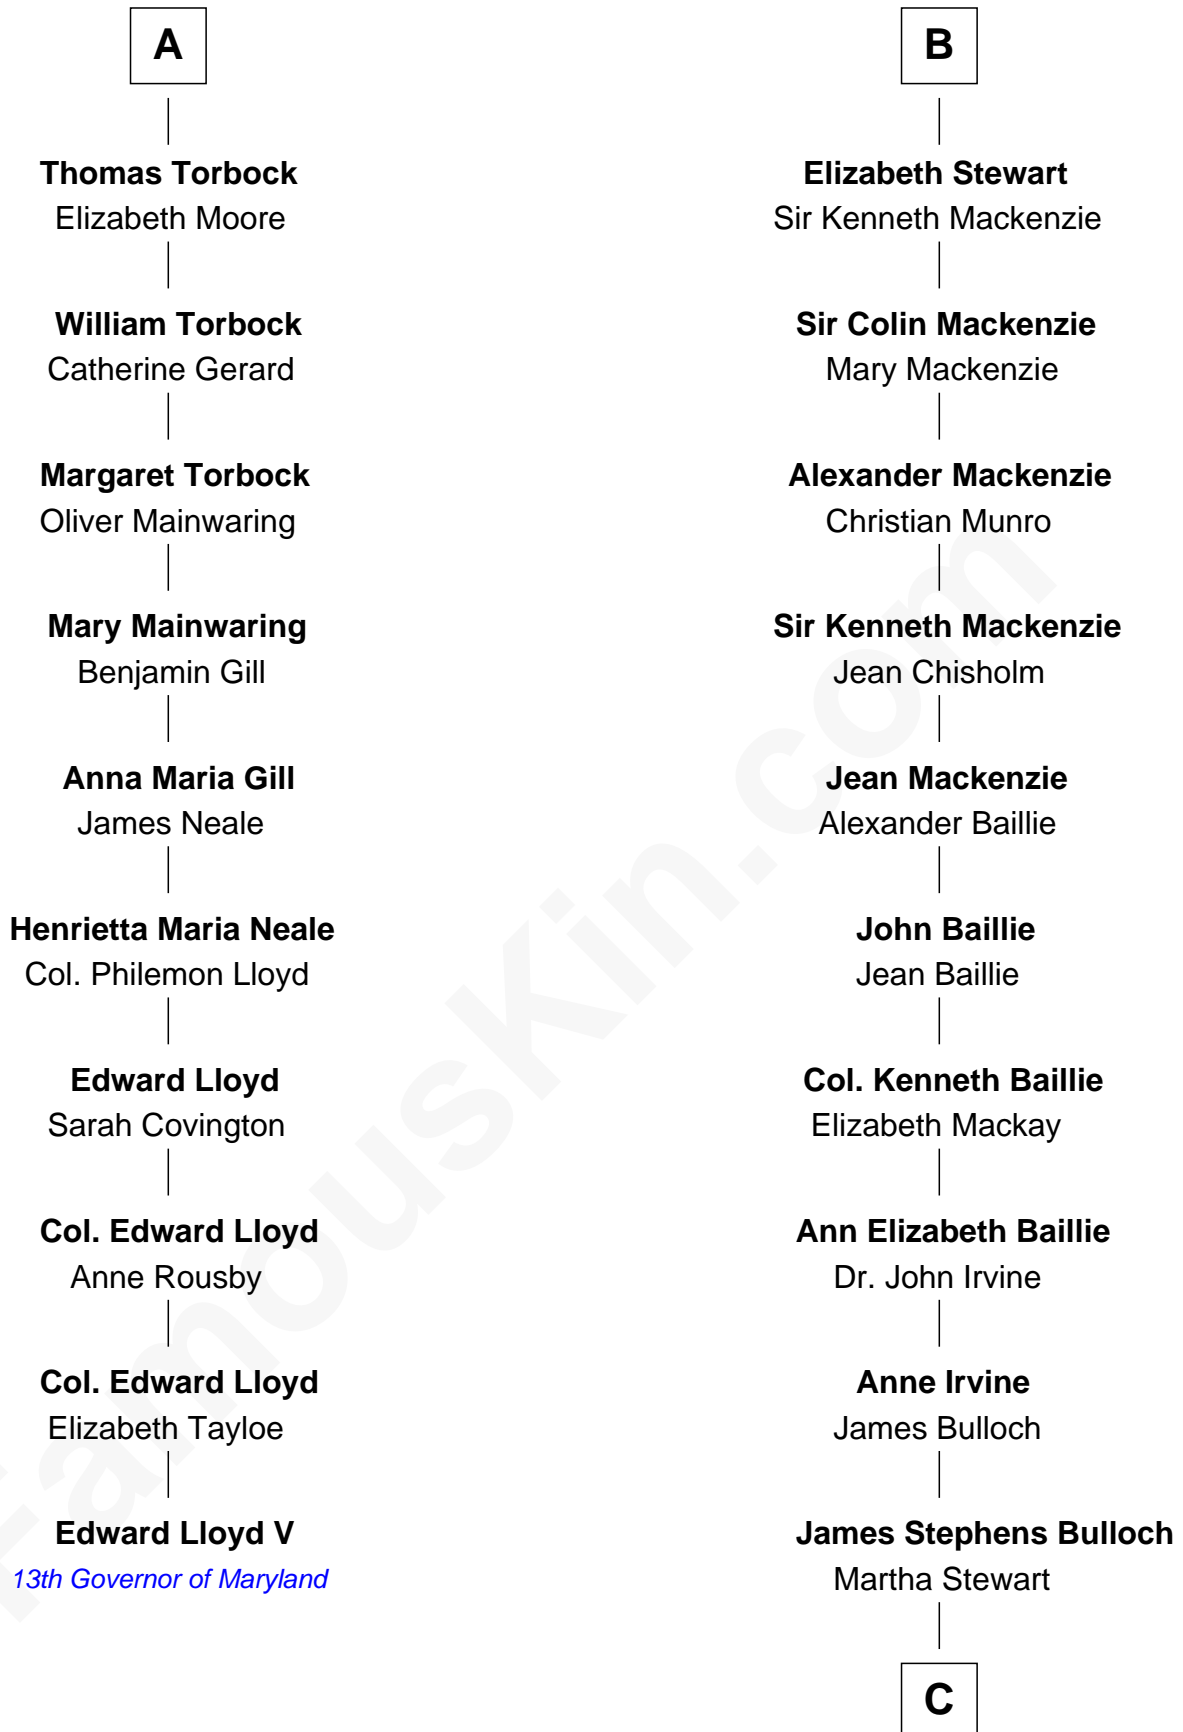 A
Thomas Torbock
Elizabeth Moore
William Torbock
Catherine Gerard
Margaret Torbock
Oliver Mainwaring
Mary Mainwaring
Benjamin Gill
Anna Maria Gill
James Neale
Henrietta Maria Neale
Col. Philemon Lloyd
Edward Lloyd
Sarah Covington
Col. Edward Lloyd
Anne Rousby
Col. Edward Lloyd
Elizabeth Tayloe
Edward Lloyd V
13th Governor of Maryland
B
Elizabeth Stewart
Sir Kenneth Mackenzie
Sir Colin Mackenzie
Mary Mackenzie
Alexander Mackenzie
Christian Munro
Sir Kenneth Mackenzie
Jean Chisholm
Jean Mackenzie
Alexander Baillie
John Baillie
Jean Baillie
Col. Kenneth Baillie
Elizabeth Mackay
Ann Elizabeth Baillie
Dr. John Irvine
Anne Irvine
James Bulloch
James Stephens Bulloch
Martha Stewart
C
FamousKin.com